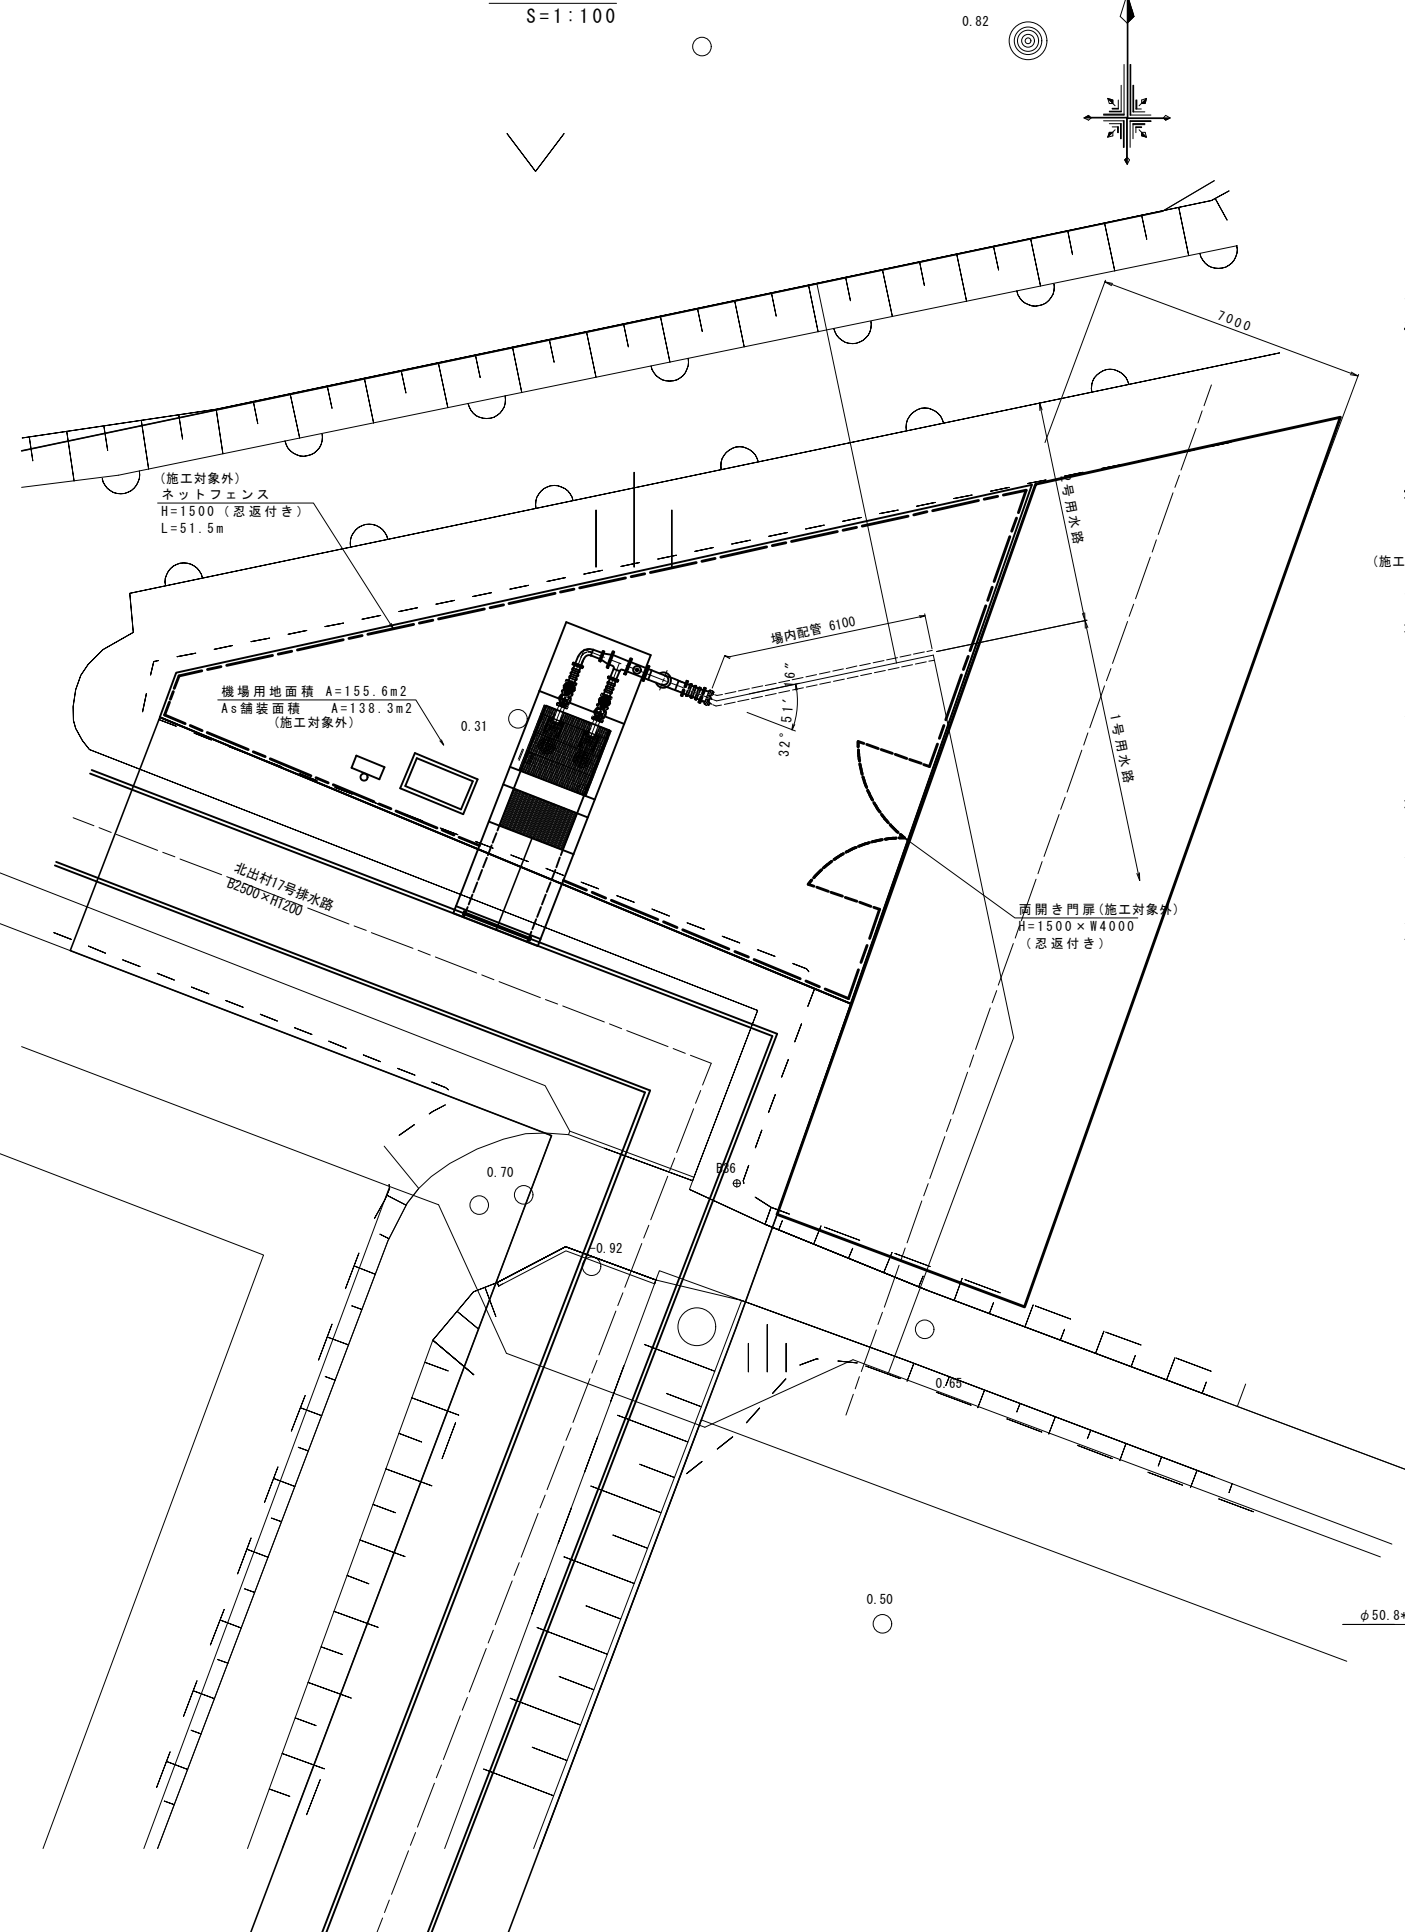 S=1:100
0.82
7000
(施工対象外)
ネットフェンス
H=1500 (忍返付き)
L=51.5m
2号用水路
(施工
場内配管 6100
32°51'16"
機場用地面積 A=155.6m2
As舗装面積 A=138.3m2
(施工対象外)
0.31
1号用水路
北出村17号排水路
B2500×H1200
両開き門扉(施工対象外)
H=1500×W4000
(忍返付き)
0.70
B36
-0.92
0.65
0.50
φ50.8*